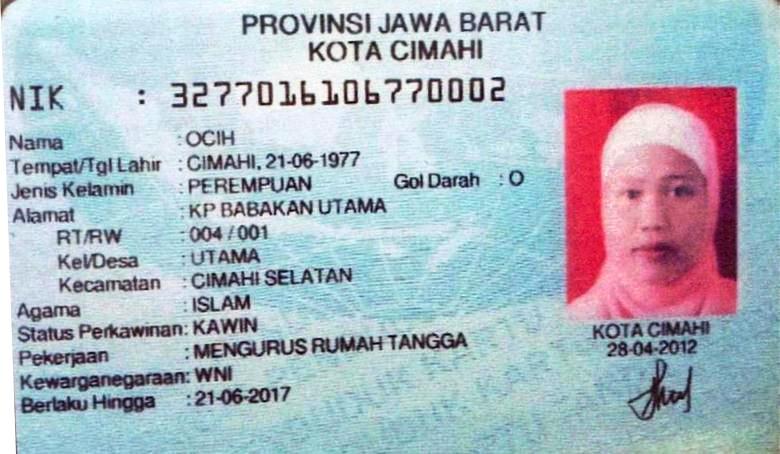 PROVINSI JAWA BARAT
KOTA CIMAHI
NIK : 3277016106770002
Nama : OCIH
Tempat/Tgl Lahir : CIMAHI, 21-06-1977
Jenis Kelamin : PEREMPUAN Gol Darah : O
Alamat : KP BABAKAN UTAMA
RT/RW : 004 / 001
Kel/Desa : UTAMA
Kecamatan : CIMAHI SELATAN
Agama : ISLAM
Status Perkawinan: KAWIN
Pekerjaan : MENGURUS RUMAH TANGGA
Kewarganegaraan: WNI
Berlaku Hingga : 21-06-2017
KOTA CIMAHI
28-04-2012